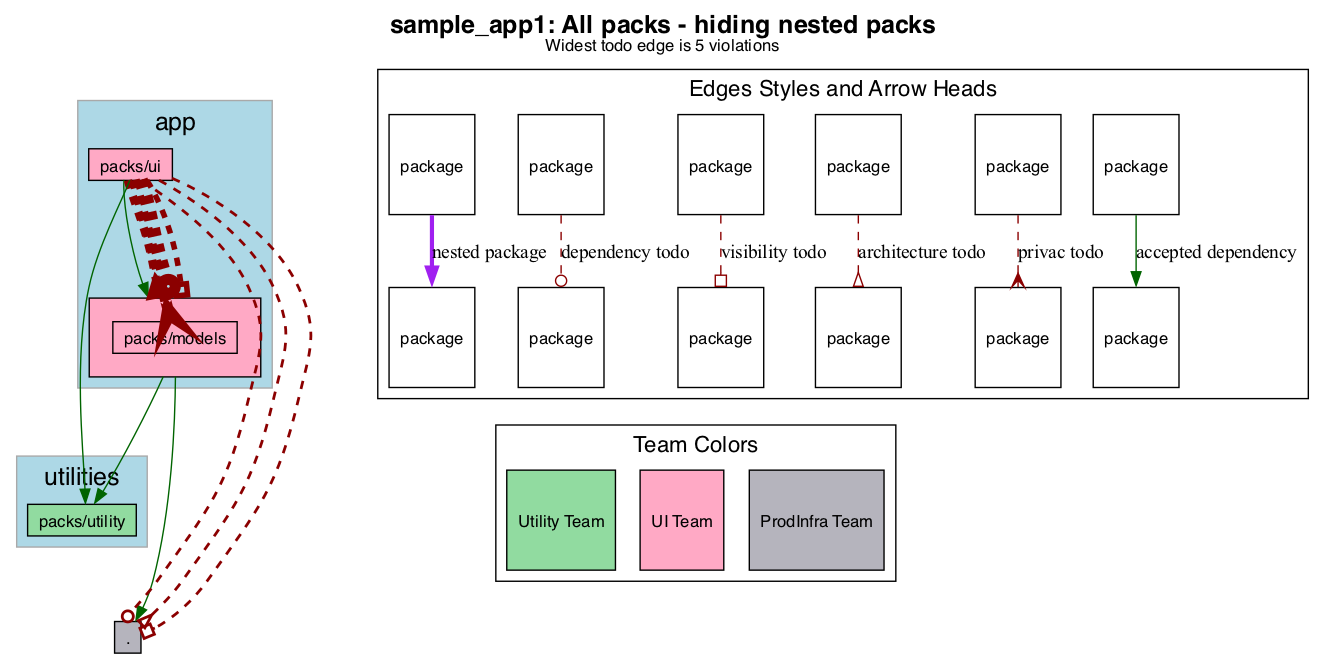 sample_app1: All packs - hiding nested packs
Widest todo edge is 5 violations
app
packs/ui
packs/models
utilities
packs/utility
.
Edges Styles and Arrow Heads
package package package package package package
nested package dependency todo visibility todo architecture todo privac todo accepted dependency
package package package package package package
Team Colors
Utility Team UI Team ProdInfra Team